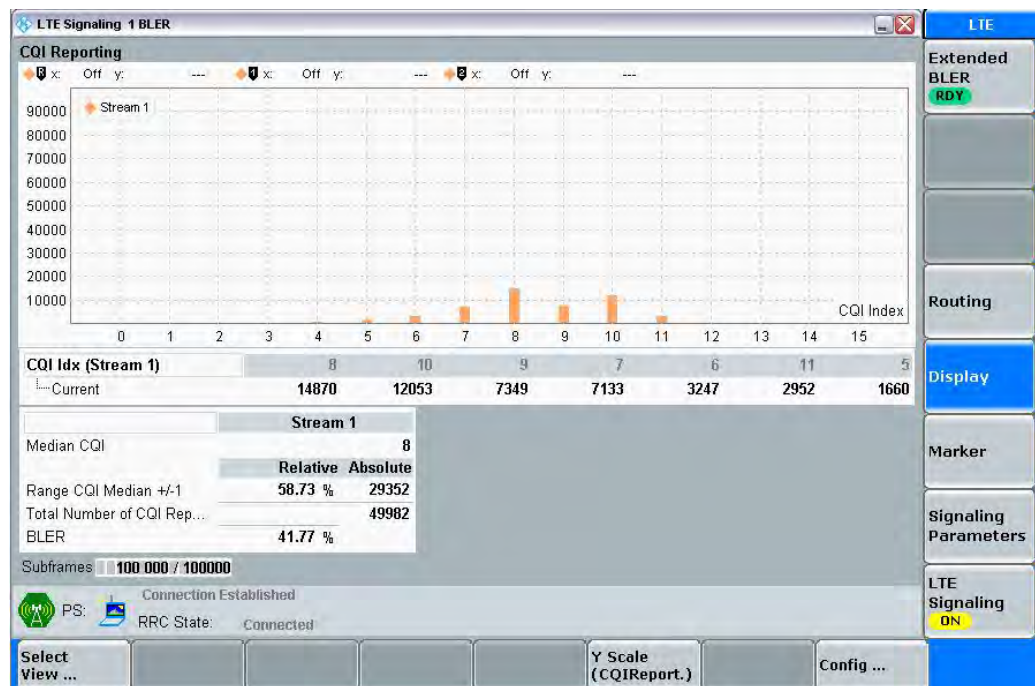 LTE Signaling 1 BLER
LTE
CQI Reporting
R x: Off y: --- 1 x: Off y: --- 2 x: Off y: ---
Stream 1
90000
80000
70000
60000
50000
40000
30000
20000
10000
CQI Index
0 1 2 3 4 5 6 7 8 9 10 11 12 13 14 15
CQI Idx (Stream 1) 8 10 9 7 6 11 5
Current 14870 12053 7349 7133 3247 2952 1660
Stream 1
Median CQI 8
Relative Absolute
Range CQI Median +/-1 58.73 % 29352
Total Number of CQI Rep... 49982
BLER 41.77 %
Subframes 100 000 / 100000
PS: Connection Established
RRC State: Connected
Extended
BLER
RDY
Routing
Display
Marker
Signaling
Parameters
LTE
Signaling
ON
Select
View ...
Y Scale
(CQIReport.)
Config ...